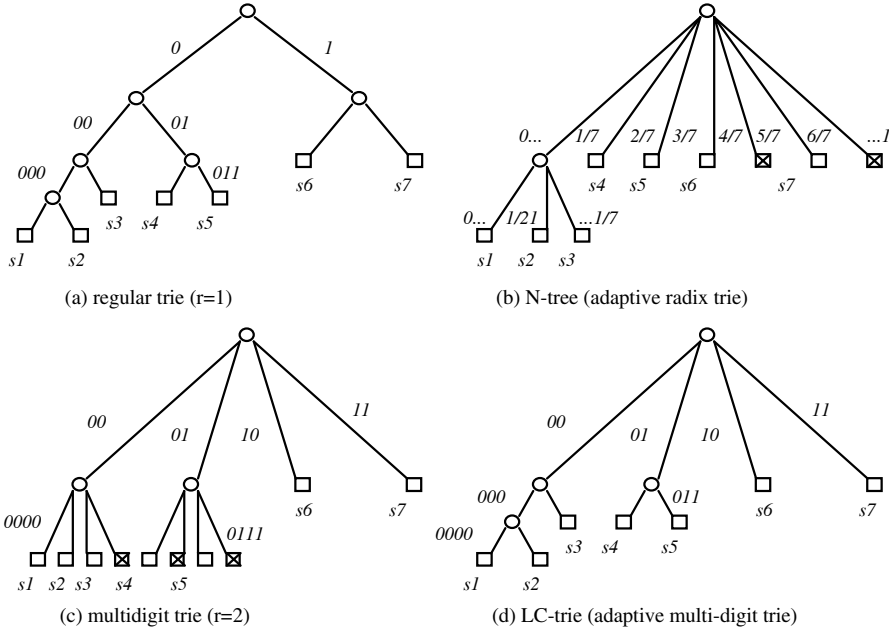 0 1
00 01
000 011
s1 s2 s3 s4 s5 s6 s7
(a) regular trie (r=1)
0... 1/7 2/7 3/7 4/7 5/7 6/7 ...1
s4 s5 s6 s7
0... 1/21 ...1/7
s1 s2 s3
(b) N-tree (adaptive radix trie)
00 01 10 11
0000 0111
s6 s7
s1 s2 s3 s4 s5
(c) multidigit trie (r=2)
00 01 10 11
000 011
0000
s3 s4 s5 s6 s7
s1 s2
(d) LC-trie (adaptive multi-digit trie)